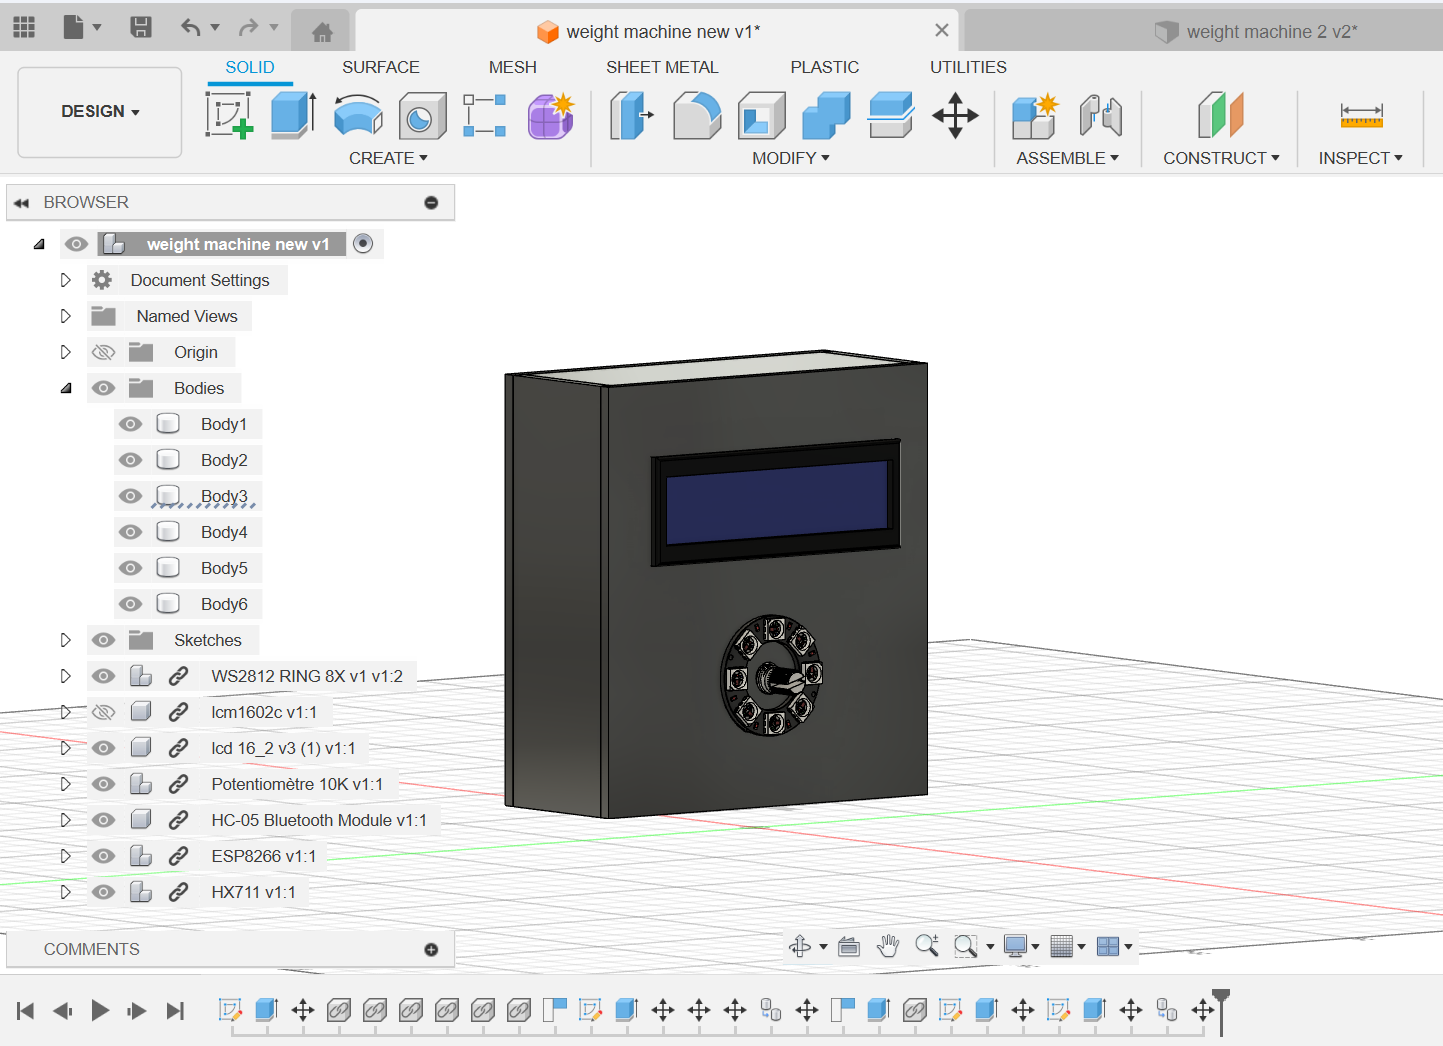 weight machine new v1*
weight machine 2 v2*
SOLID
SURFACE
MESH
SHEET METAL
PLASTIC
UTILITIES
DESIGN
CREATE
MODIFY
ASSEMBLE
CONSTRUCT
INSPECT
BROWSER
weight machine new v1
Document Settings
Named Views
Origin
Bodies
Body1
Body2
Body3
Body4
Body5
Body6
Sketches
WS2812 RING 8X v1 v1:2
lcm1602c v1:1
lcd 16_2 v3 (1) v1:1
Potentiomètre 10K v1:1
HC-05 Bluetooth Module v1:1
ESP8266 v1:1
HX711 v1:1
COMMENTS